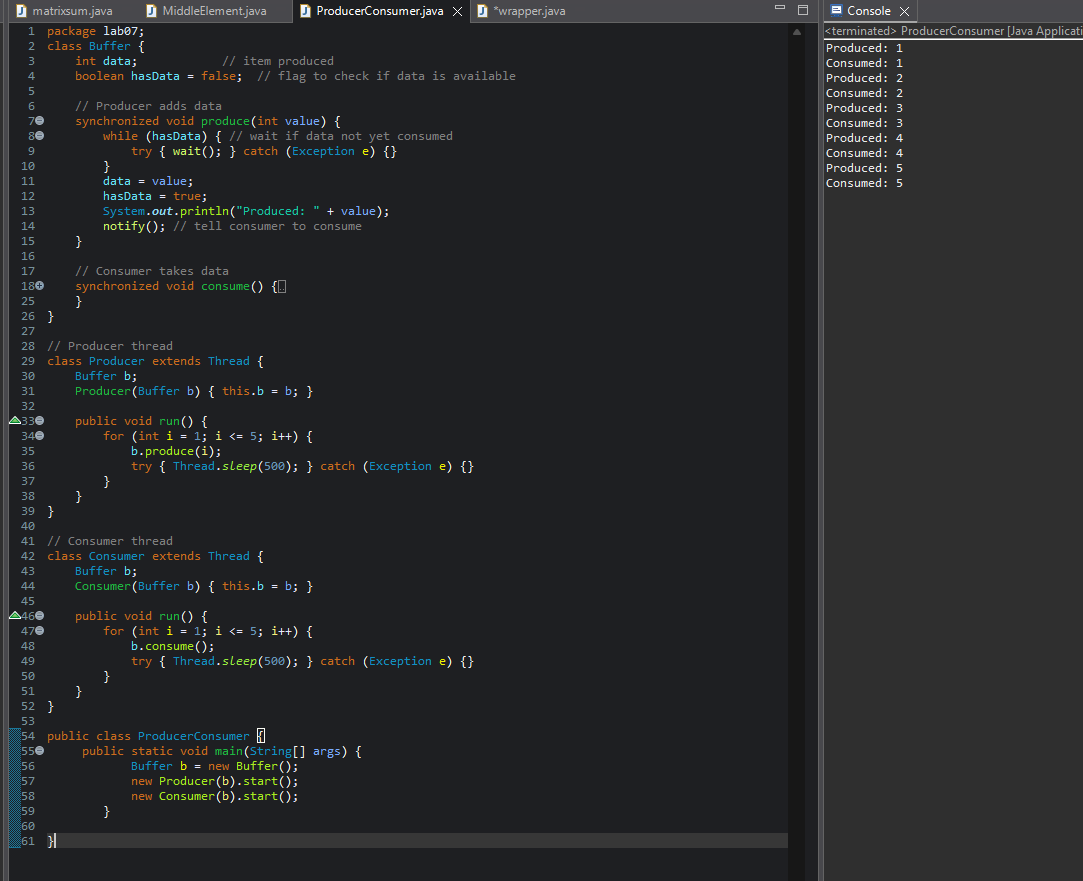 matrixsum.java MiddleElement.java ProducerConsumer.java *wrapper.java
1 package lab07;
2 class Buffer {
3     int data;            // item produced
4     boolean hasData = false;  // flag to check if data is available
5
6     // Producer adds data
7     synchronized void produce(int value) {
8         while (hasData) { // wait if data not yet consumed
9             try { wait(); } catch (Exception e) {}
10         }
11         data = value;
12         hasData = true;
13         System.out.println("Produced: " + value);
14         notify(); // tell consumer to consume
15     }
16
17     // Consumer takes data
18     synchronized void consume() {
25     }
26 }
27
28 // Producer thread
29 class Producer extends Thread {
30     Buffer b;
31     Producer(Buffer b) { this.b = b; }
32
33     public void run() {
34         for (int i = 1; i <= 5; i++) {
35             b.produce(i);
36             try { Thread.sleep(500); } catch (Exception e) {}
37         }
38     }
39 }
40
41 // Consumer thread
42 class Consumer extends Thread {
43     Buffer b;
44     Consumer(Buffer b) { this.b = b; }
45
46     public void run() {
47         for (int i = 1; i <= 5; i++) {
48             b.consume();
49             try { Thread.sleep(500); } catch (Exception e) {}
50         }
51     }
52 }
53
54 public class ProducerConsumer {
55      public static void main(String[] args) {
56             Buffer b = new Buffer();
57             new Producer(b).start();
58             new Consumer(b).start();
59         }
60
61 }
Console
<terminated> ProducerConsumer [Java Applicati
Produced: 1
Consumed: 1
Produced: 2
Consumed: 2
Produced: 3
Consumed: 3
Produced: 4
Consumed: 4
Produced: 5
Consumed: 5